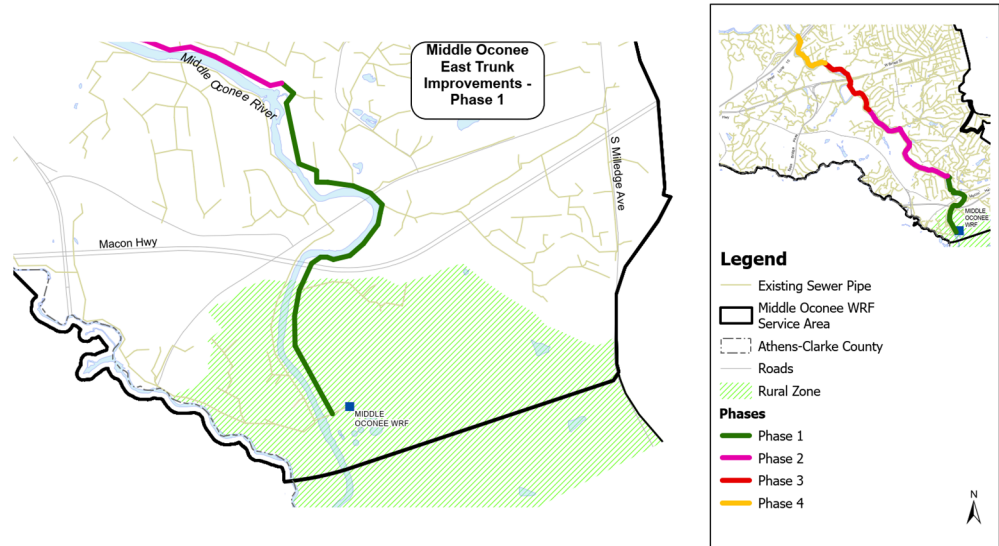 Middle Oconee
East Trunk
Improvements -
Phase 1
Middle Oconee River
S Milledge Ave
Macon Hwy
MIDDLE
OCONEE WRF
MIDDLE
OCONEE
WRF
Legend
Existing Sewer Pipe
Middle Oconee WRF
Service Area
Athens-Clarke County
Roads
Rural Zone
Phases
Phase 1
Phase 2
Phase 3
Phase 4
N